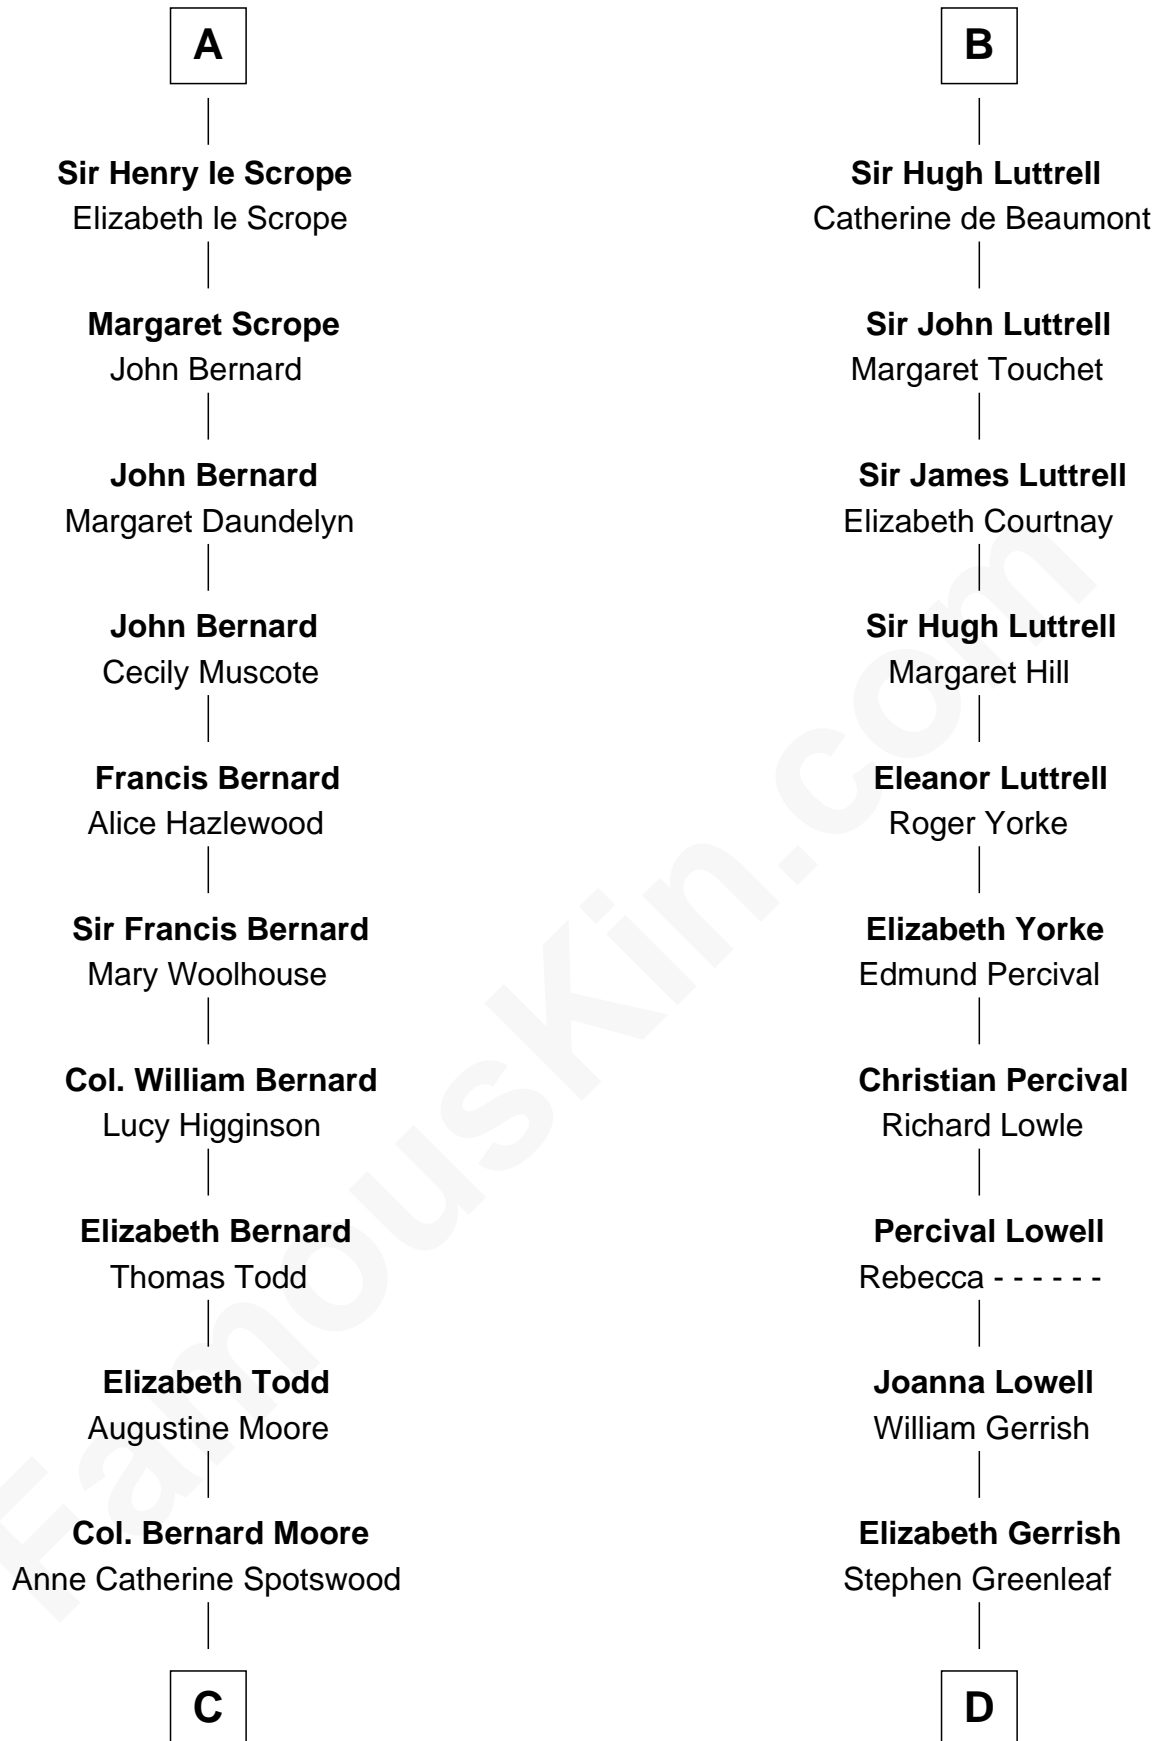 A
Sir Henry le Scrope
Elizabeth le Scrope
Margaret Scrope
John Bernard
John Bernard
Margaret Daundelyn
John Bernard
Cecily Muscote
Francis Bernard
Alice Hazlewood
Sir Francis Bernard
Mary Woolhouse
Col. William Bernard
Lucy Higginson
Elizabeth Bernard
Thomas Todd
Elizabeth Todd
Augustine Moore
Col. Bernard Moore
Anne Catherine Spotswood
C
B
Sir Hugh Luttrell
Catherine de Beaumont
Sir John Luttrell
Margaret Touchet
Sir James Luttrell
Elizabeth Courtnay
Sir Hugh Luttrell
Margaret Hill
Eleanor Luttrell
Roger Yorke
Elizabeth Yorke
Edmund Percival
Christian Percival
Richard Lowle
Percival Lowell
Rebecca - - - - - -
Joanna Lowell
William Gerrish
Elizabeth Gerrish
Stephen Greenleaf
D
FamousKin.com